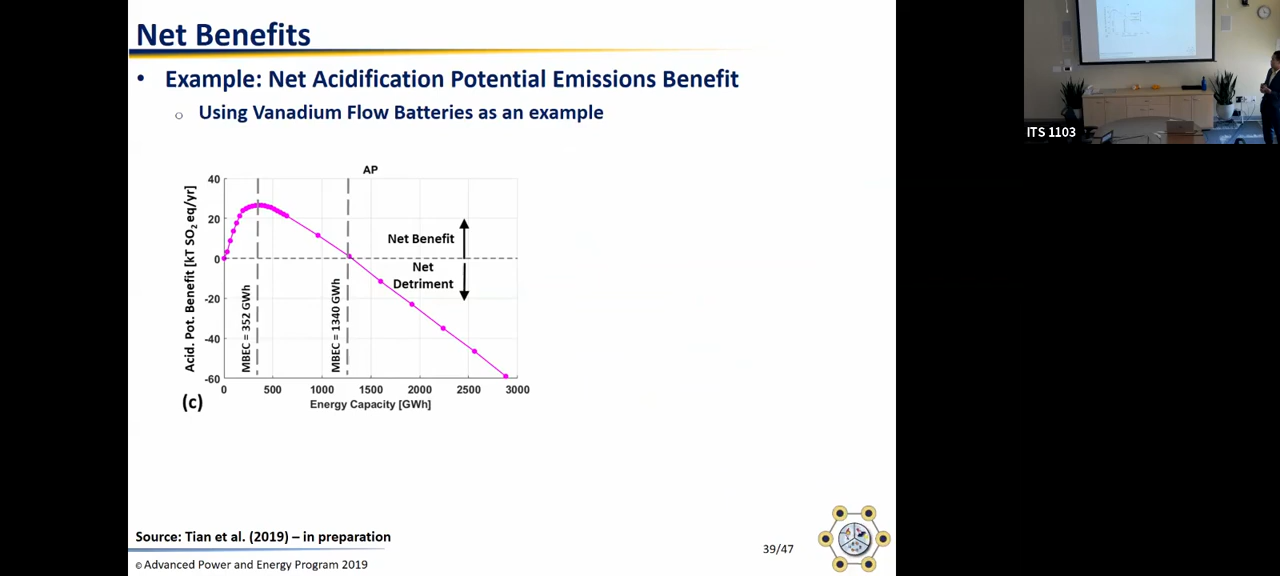 Net Benefits
• Example: Net Acidification Potential Emissions Benefit
○ Using Vanadium Flow Batteries as an example
AP
Acid. Pot. Benefit [kT SO2 eq/yr]
40
20
0
-20
-40
-60
Net Benefit
Net
Detriment
MBEC = 352 GWh
MBEC = 1340 GWh
0 500 1000 1500 2000 2500 3000
Energy Capacity [GWh]
(c)
Source: Tian et al. (2019) – in preparation
© Advanced Power and Energy Program 2019
39/47
ITS 1103